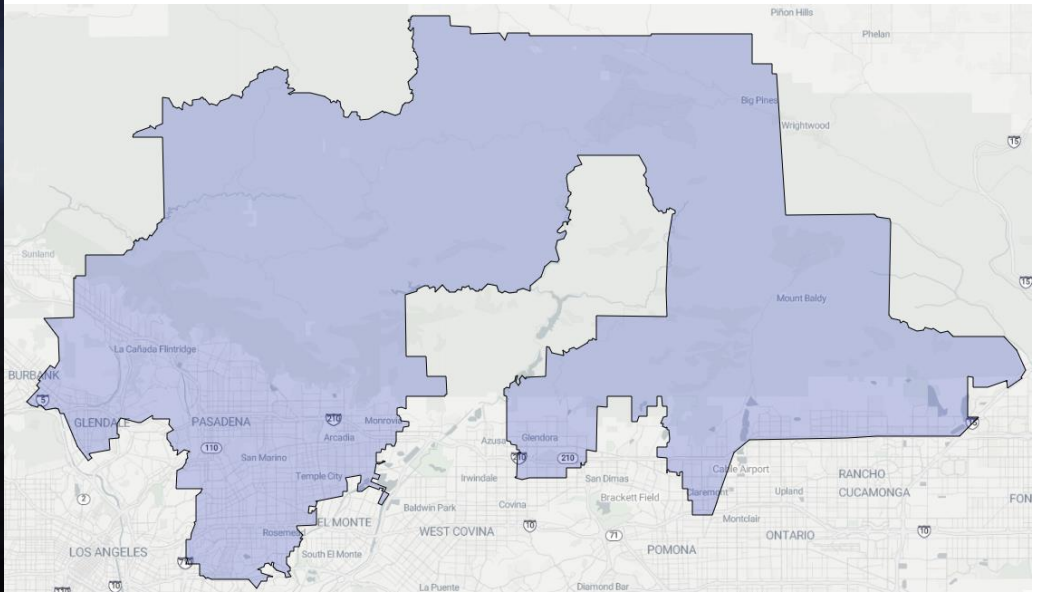 Piñon Hills
Phelan
Big Pines
Wrightwood
15
Sunland
15
Mount Baldy
La Cañada Flintridge
BURBANK
5
GLENDALE
PASADENA
210
Monrovia
Arcadia
110
San Marino
Azusa
Glendora
210
210
15
Temple City
Irwindale
San Dimas
Cable Airport
RANCHO
CUCAMONGA
Claremont
Upland
2
Baldwin Park
Covina
Brackett Field
FON
EL MONTE
WEST COVINA
10
71
Montclair
ONTARIO
10
Rosemead
LOS ANGELES
South El Monte
POMONA
10
La Puente
Diamond Bar